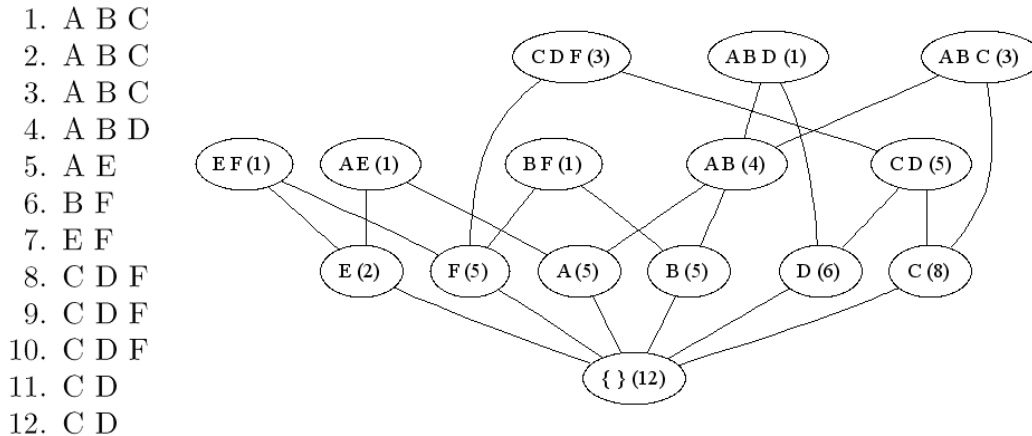 1. A B C
2. A B C
3. A B C
4. A B D
5. A E
6. B F
7. E F
8. C D F
9. C D F
10. C D F
11. C D
12. C D
C D F (3) A B D (1) A B C (3)
E F (1) A E (1) B F (1) A B (4) C D (5)
E (2) F (5) A (5) B (5) D (6) C (8)
{ } (12)